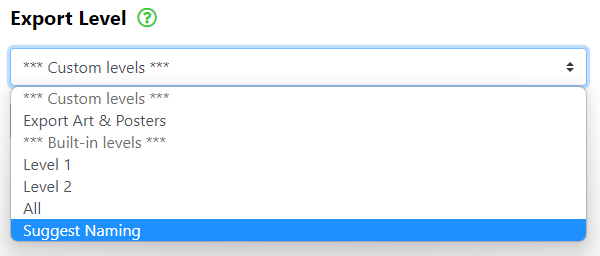 Export Level ?
*** Custom levels ***
*** Custom levels ***
Export Art & Posters
*** Built-in levels ***
Level 1
Level 2
All
Suggest Naming